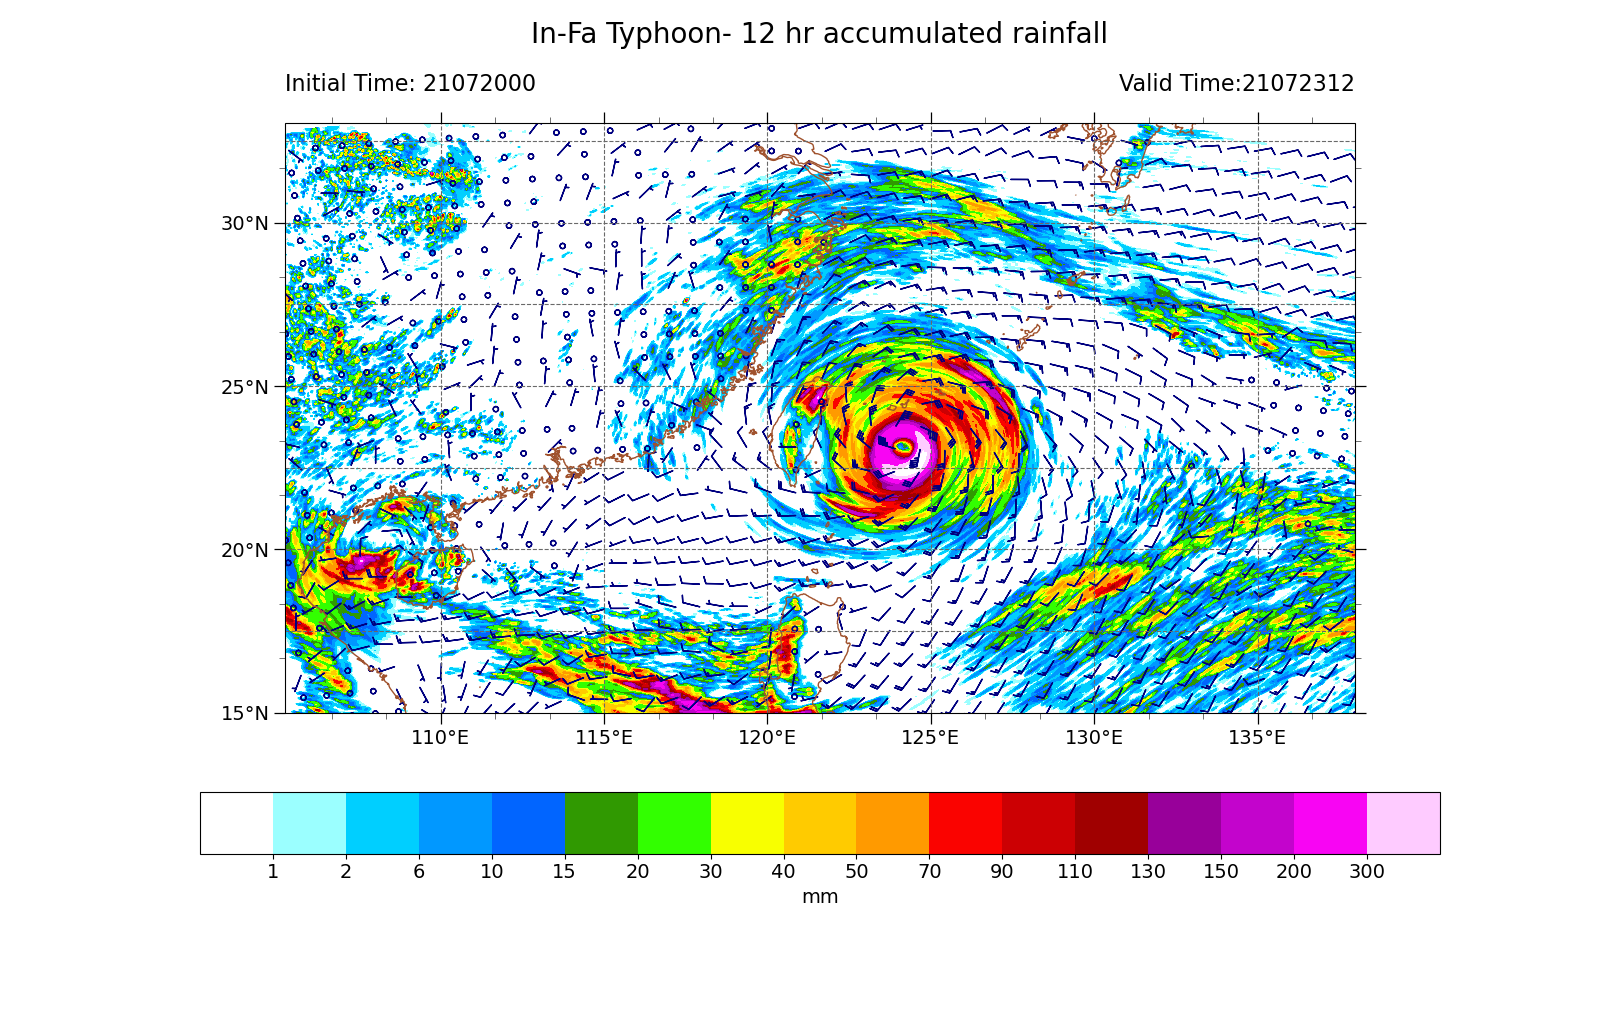 In-Fa Typhoon- 12 hr accumulated rainfall
Initial Time: 21072000 Valid Time:21072312
30°N
25°N
20°N
15°N
110°E 115°E 120°E 125°E 130°E 135°E
1 2 6 10 15 20 30 40 50 70 90 110 130 150 200 300
mm